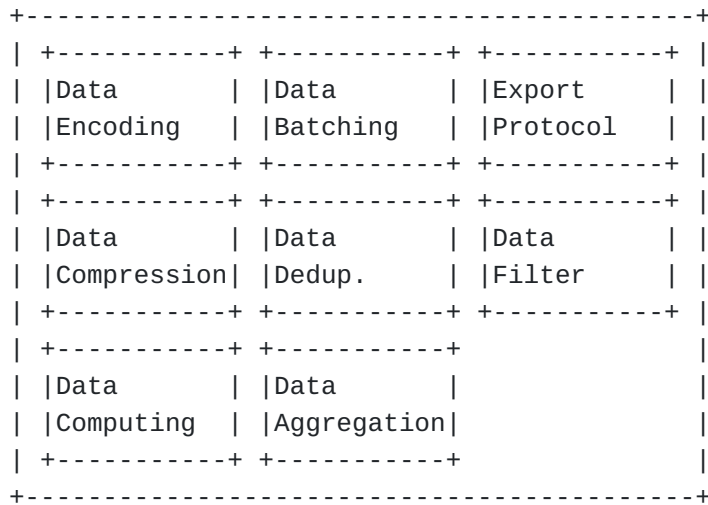 +--------------------------------------+
| +-----------+ +-----------+ +-----------+ |
| |Data | |Data | |Export | |
| |Encoding | |Batching | |Protocol | |
| +-----------+ +-----------+ +-----------+ |
| +-----------+ +-----------+ +-----------+ |
| |Data | |Data | |Data | |
| |Compression| |Dedup. | |Filter | |
| +-----------+ +-----------+ +-----------+ |
| +-----------+ +-----------+ |
| |Data | |Data | |
| |Computing | |Aggregation| |
| +-----------+ +-----------+ |
+--------------------------------------+